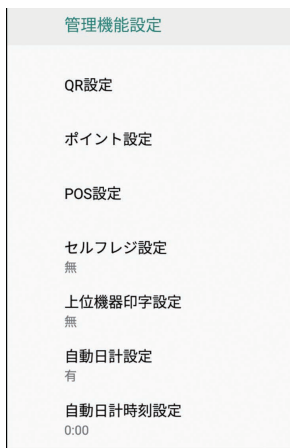 管理機能設定
QR設定
ポイント設定
POS設定
セルフレジ設定
無
上位機器印字設定
無
自動日計設定
有
自動日計時刻設定
0:00